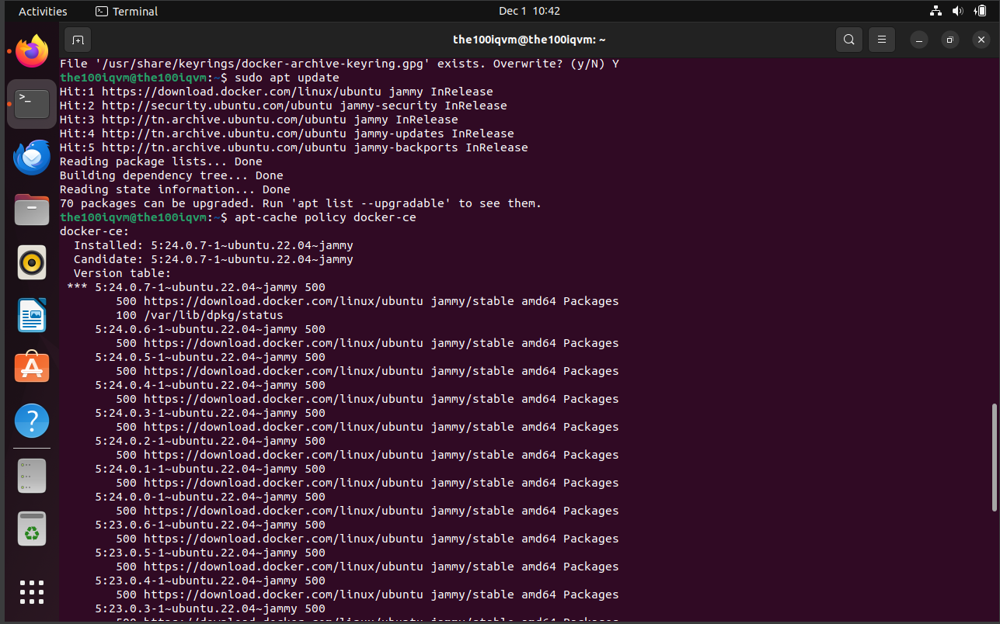 Activities Terminal Dec 1 10:42
the100iqvm@the100iqvm: ~
File '/usr/share/keyrings/docker-archive-keyring.gpg' exists. Overwrite? (y/N) Y
the100iqvm@the100iqvm:~$ sudo apt update
Hit:1 https://download.docker.com/linux/ubuntu jammy InRelease
Hit:2 http://security.ubuntu.com/ubuntu jammy-security InRelease
Hit:3 http://tn.archive.ubuntu.com/ubuntu jammy InRelease
Hit:4 http://tn.archive.ubuntu.com/ubuntu jammy-updates InRelease
Hit:5 http://tn.archive.ubuntu.com/ubuntu jammy-backports InRelease
Reading package lists... Done
Building dependency tree... Done
Reading state information... Done
70 packages can be upgraded. Run 'apt list --upgradable' to see them.
the100iqvm@the100iqvm:~$ apt-cache policy docker-ce
docker-ce:
  Installed: 5:24.0.7-1~ubuntu.22.04~jammy
  Candidate: 5:24.0.7-1~ubuntu.22.04~jammy
  Version table:
 *** 5:24.0.7-1~ubuntu.22.04~jammy 500
        500 https://download.docker.com/linux/ubuntu jammy/stable amd64 Packages
        100 /var/lib/dpkg/status
     5:24.0.6-1~ubuntu.22.04~jammy 500
        500 https://download.docker.com/linux/ubuntu jammy/stable amd64 Packages
     5:24.0.5-1~ubuntu.22.04~jammy 500
        500 https://download.docker.com/linux/ubuntu jammy/stable amd64 Packages
     5:24.0.4-1~ubuntu.22.04~jammy 500
        500 https://download.docker.com/linux/ubuntu jammy/stable amd64 Packages
     5:24.0.3-1~ubuntu.22.04~jammy 500
        500 https://download.docker.com/linux/ubuntu jammy/stable amd64 Packages
     5:24.0.2-1~ubuntu.22.04~jammy 500
        500 https://download.docker.com/linux/ubuntu jammy/stable amd64 Packages
     5:24.0.1-1~ubuntu.22.04~jammy 500
        500 https://download.docker.com/linux/ubuntu jammy/stable amd64 Packages
     5:24.0.0-1~ubuntu.22.04~jammy 500
        500 https://download.docker.com/linux/ubuntu jammy/stable amd64 Packages
     5:23.0.6-1~ubuntu.22.04~jammy 500
        500 https://download.docker.com/linux/ubuntu jammy/stable amd64 Packages
     5:23.0.5-1~ubuntu.22.04~jammy 500
        500 https://download.docker.com/linux/ubuntu jammy/stable amd64 Packages
     5:23.0.4-1~ubuntu.22.04~jammy 500
        500 https://download.docker.com/linux/ubuntu jammy/stable amd64 Packages
     5:23.0.3-1~ubuntu.22.04~jammy 500